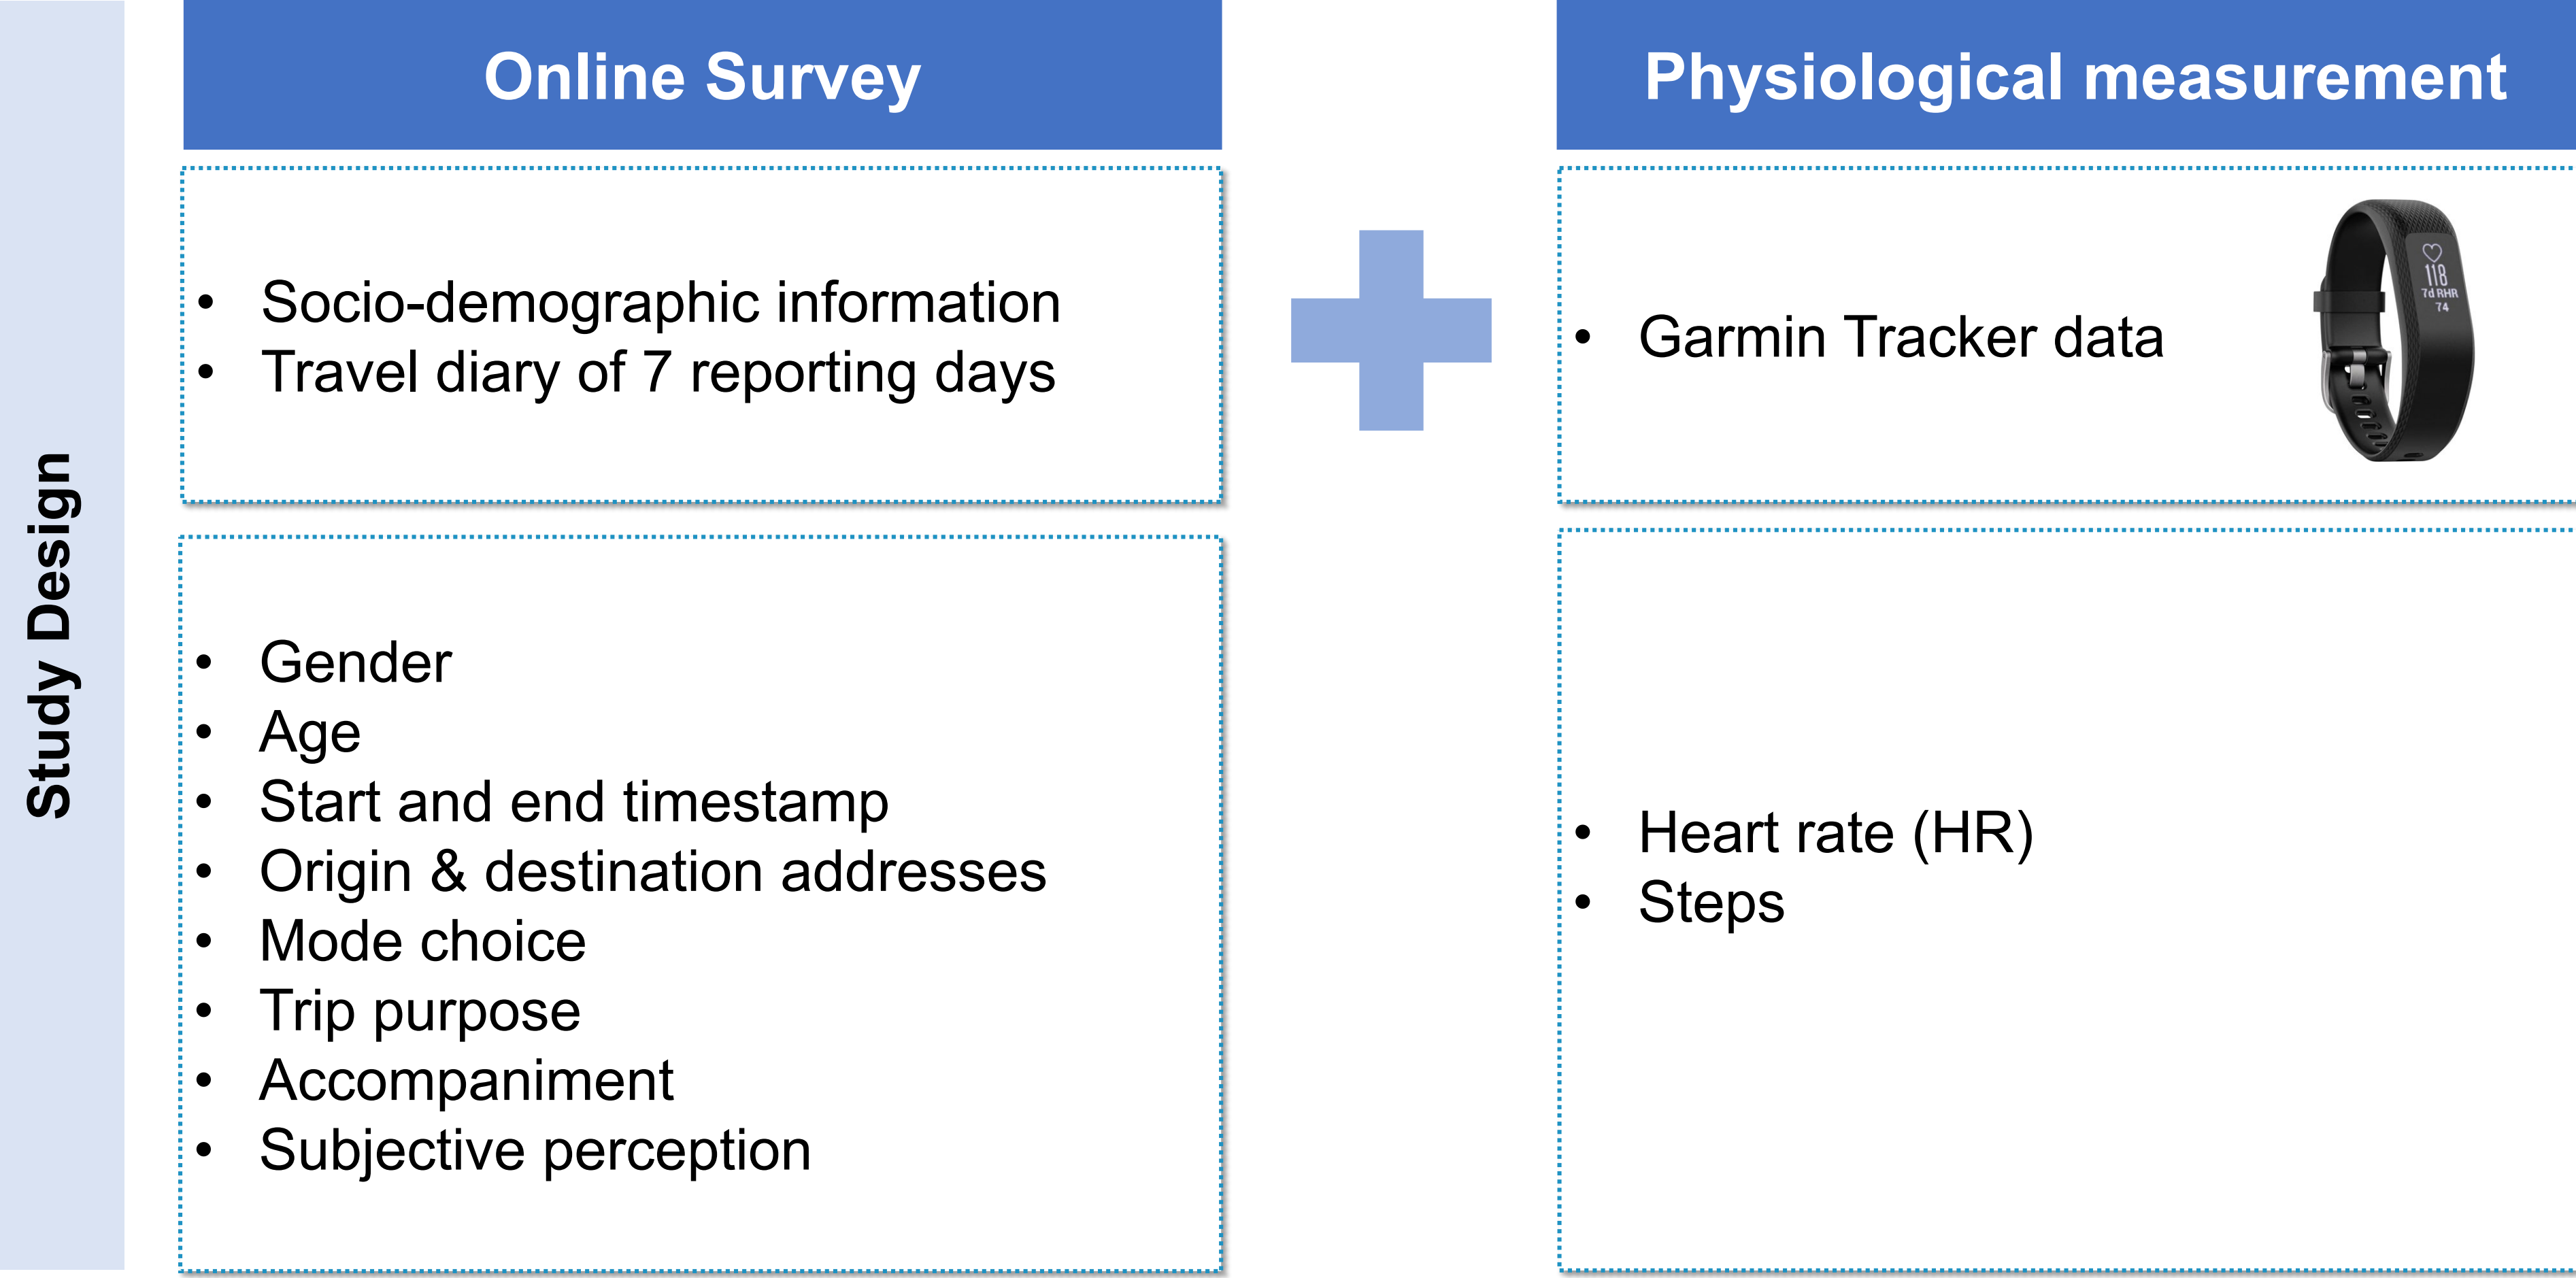 Study Design
Online Survey
• Socio-demographic information
• Travel diary of 7 reporting days
• Gender
• Age
• Start and end timestamp
• Origin & destination addresses
• Mode choice
• Trip purpose
• Accompaniment
• Subjective perception
Physiological measurement
• Garmin Tracker data
118
7d RHR
74
• Heart rate (HR)
• Steps